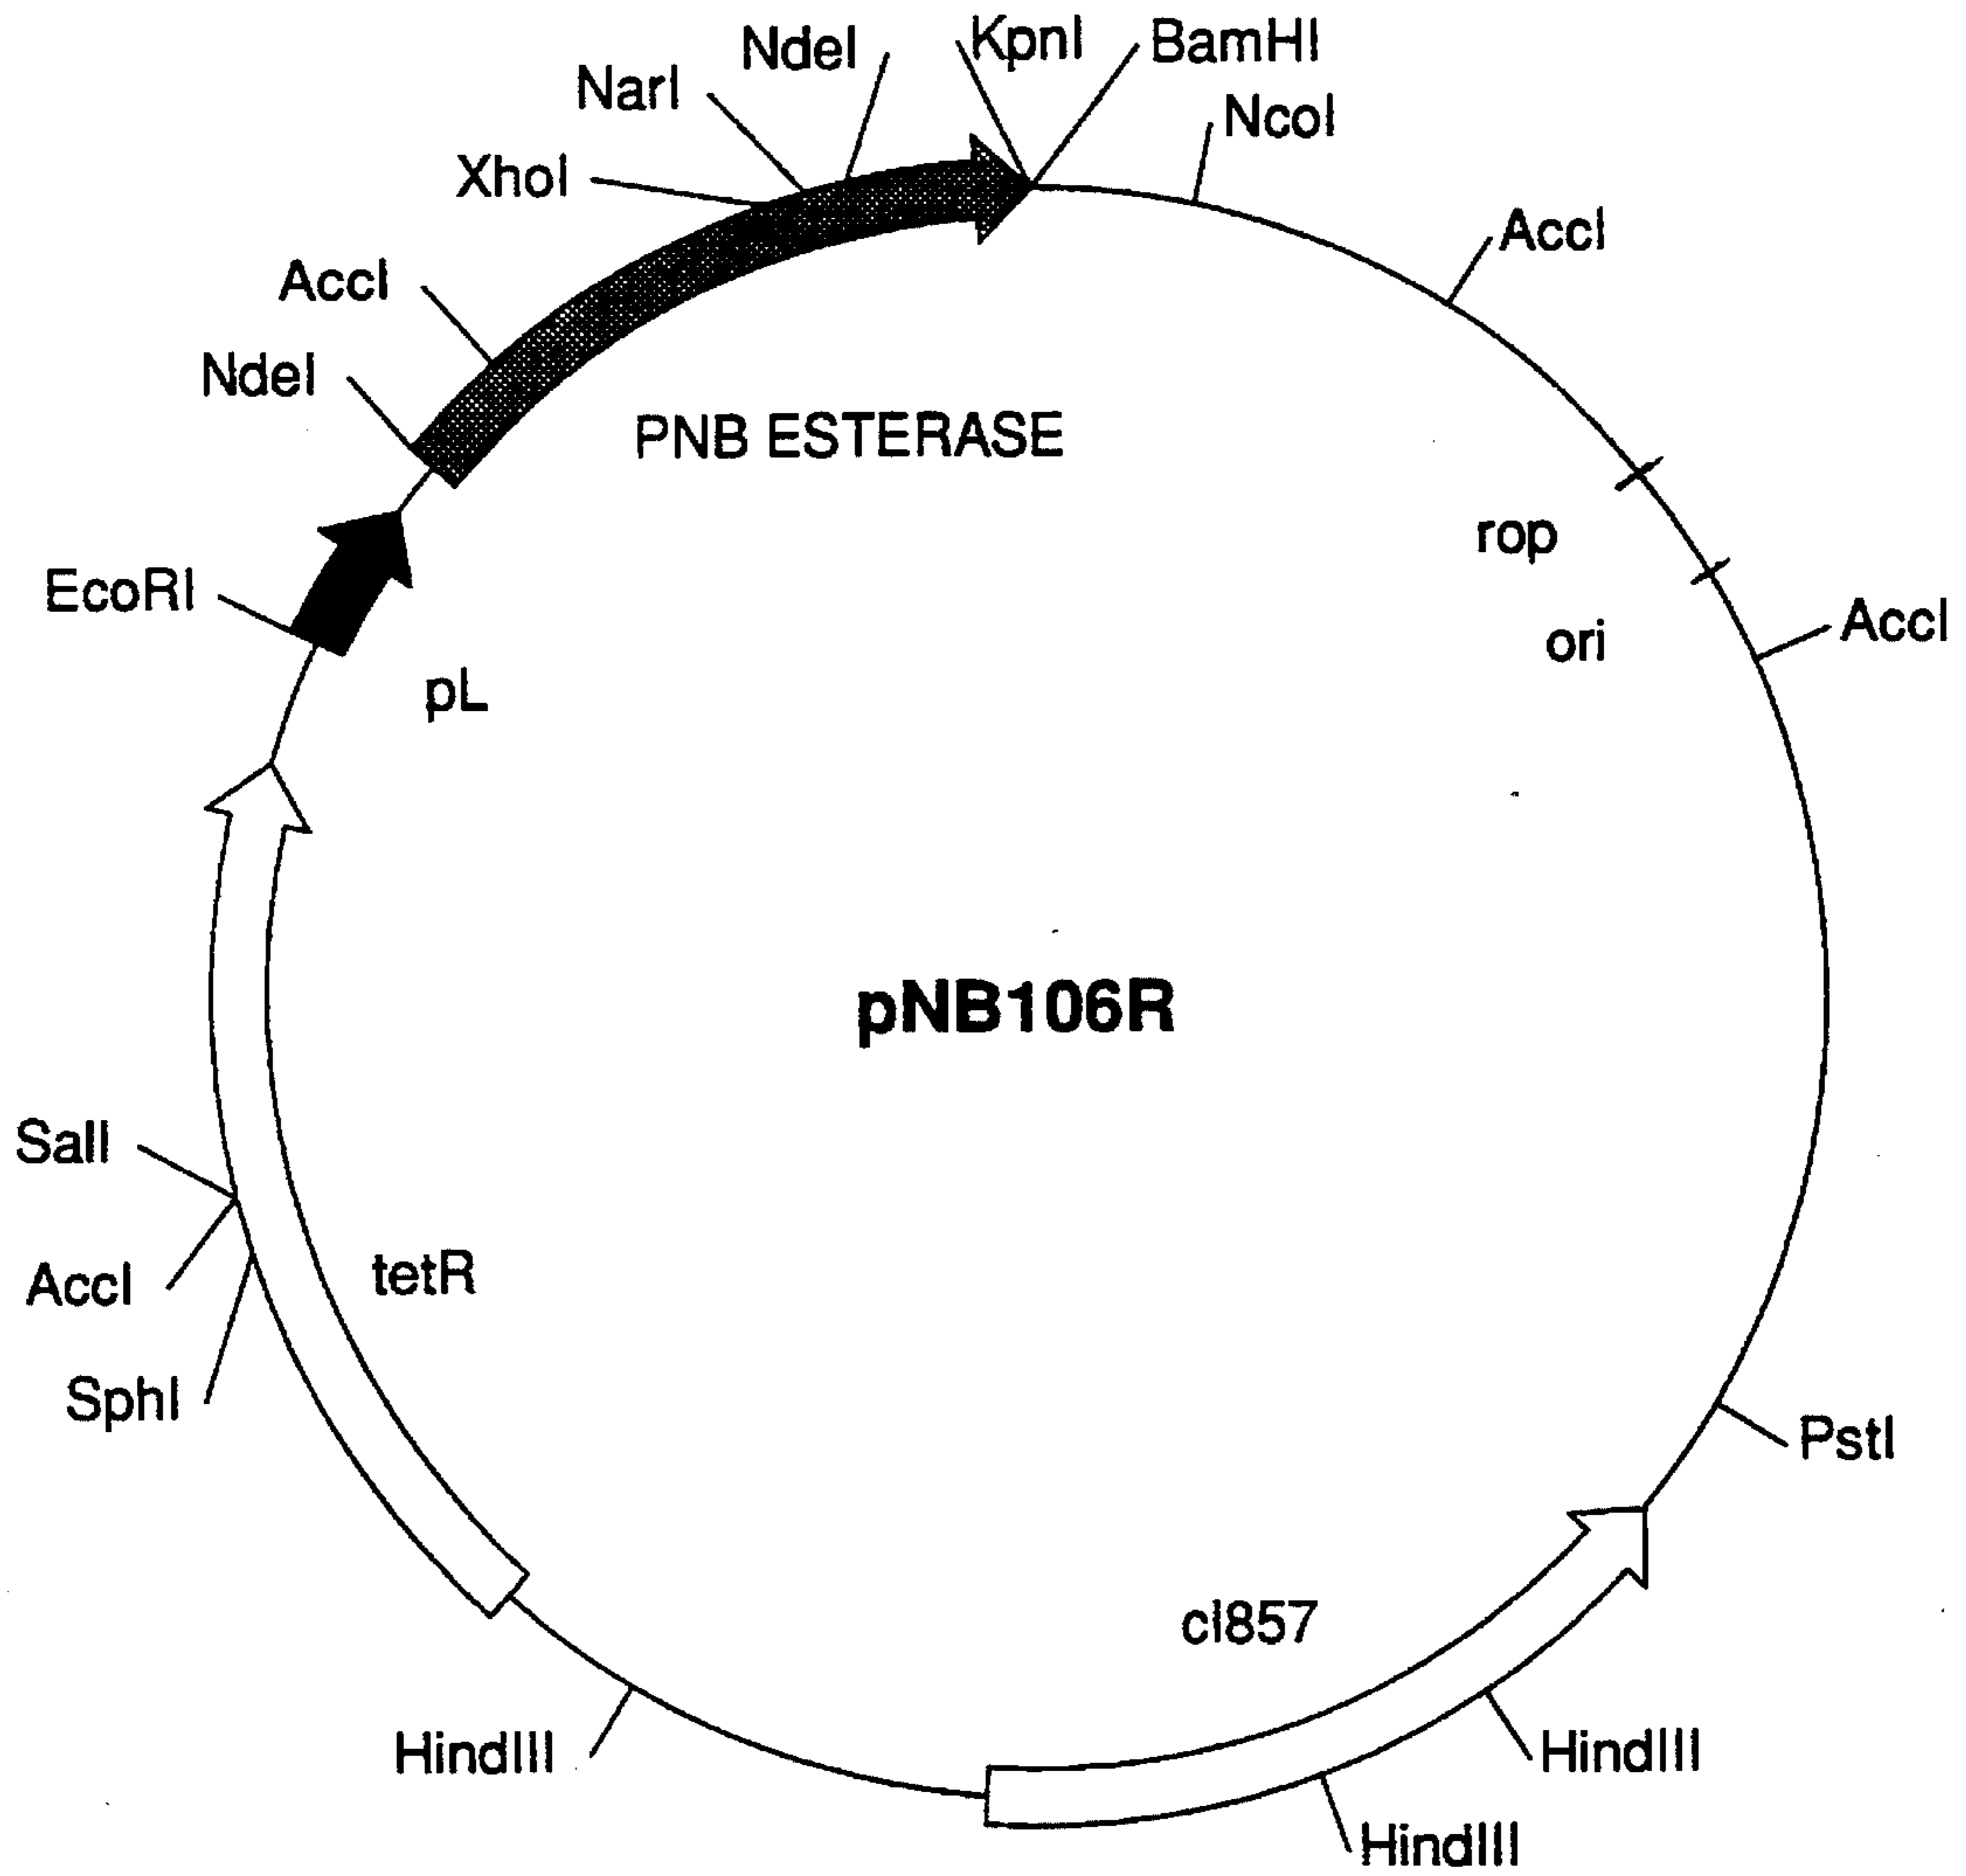 KpnI
BamHI
NdeI
NarI
NcoI
XhoI
AccI
AccI
NdeI
PNB ESTERASE
rop
EcoRI
AccI
ori
pL
pNB106R
SalI
AccI
tetR
SphI
PstI
cI857
HindIII
HindIII
HindIII